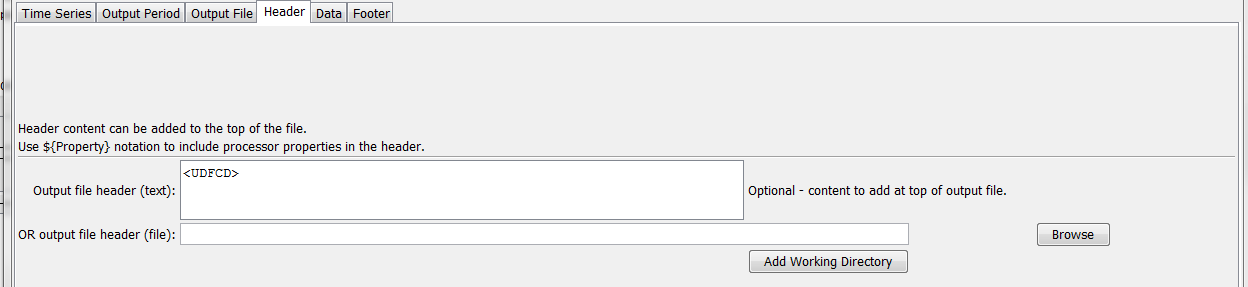 Time Series Output Period Output File Header Data Footer
Header content can be added to the top of the file.
Use ${Property} notation to include processor properties in the header.
<UDFCD>
Output file header (text): Optional - content to add at top of output file.
OR output file header (file): Browse
Add Working Directory